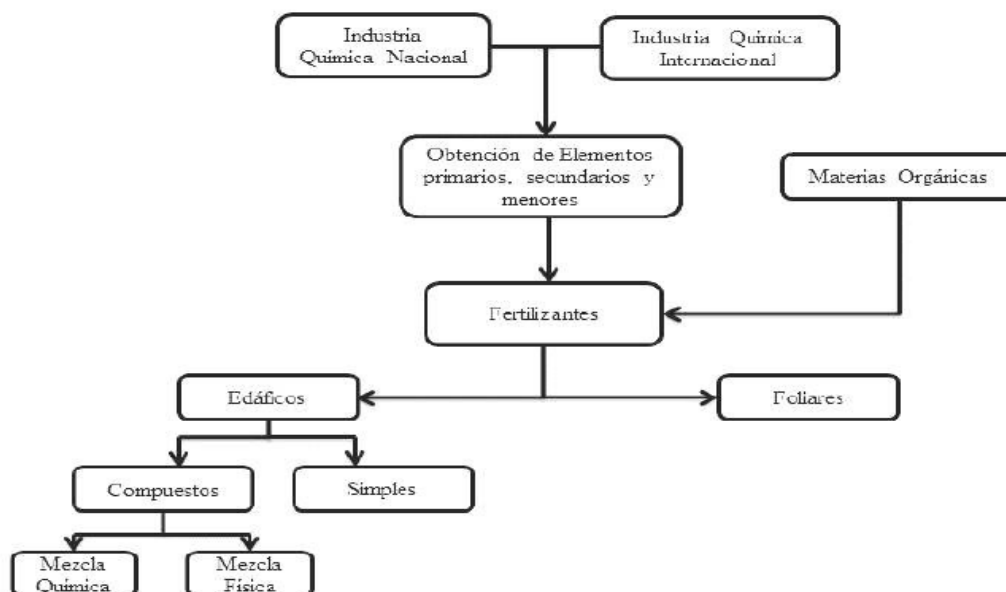 Industria
Química Nacional
Industria Química
Internacional
Obtención de Elementos
primarios, secundarios y
menores
Materias Orgánicas
Fertilizantes
Edáficos
Foliares
Compuestos
Simples
Mezcla
Química
Mezcla
Física